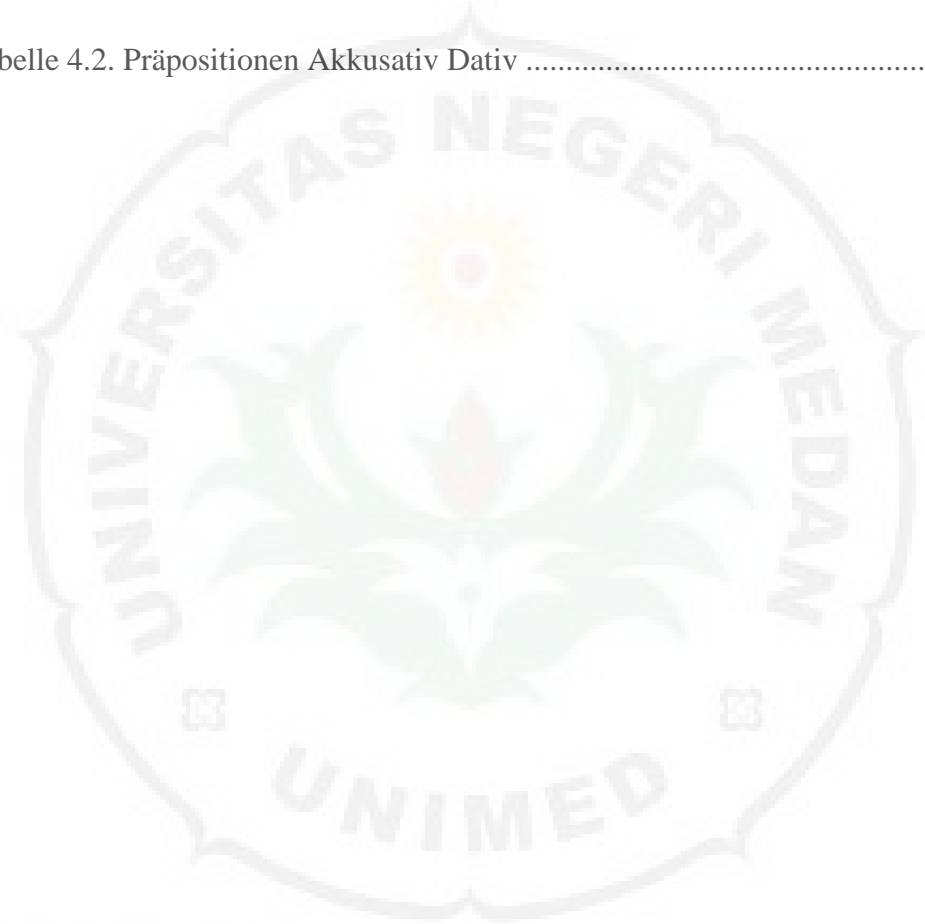 belle 4.2. Präpositionen Akkusativ Dativ ..................................................
UNIVERSITAS NEGERI MEDAN
UNIMED